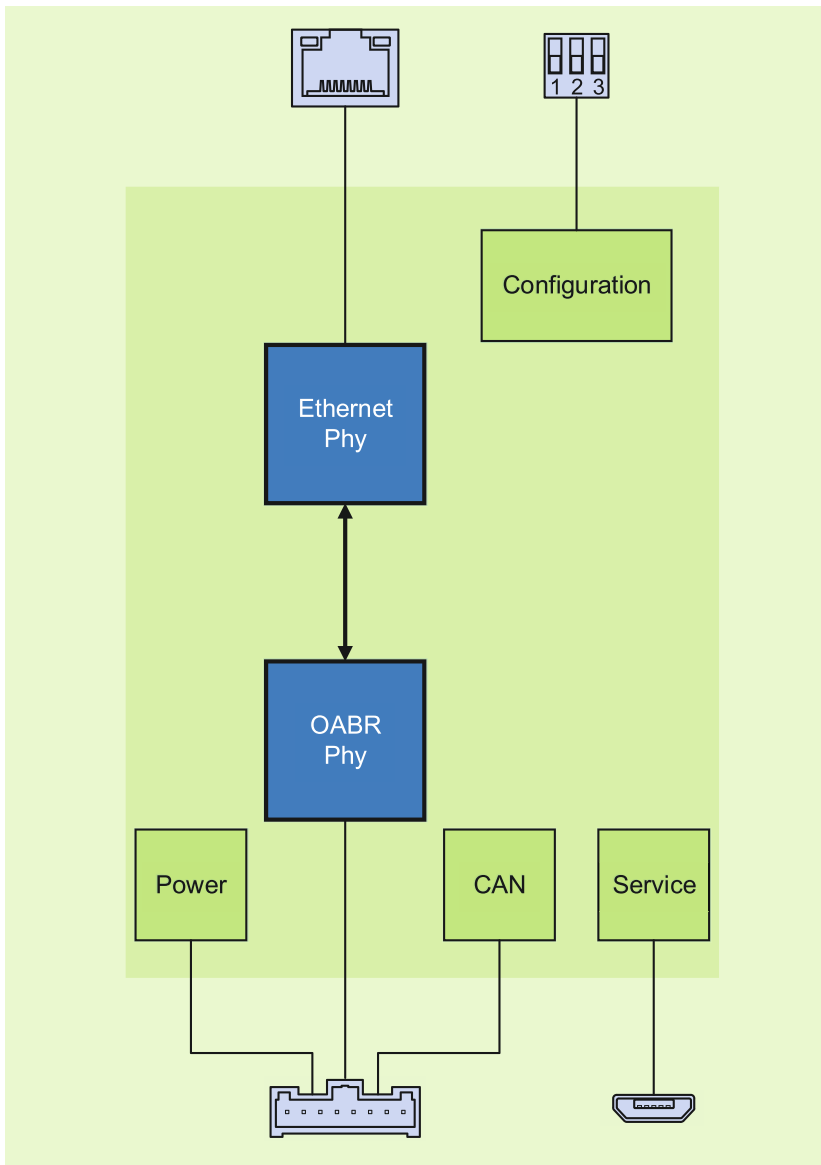 1 2 3
Configuration
Ethernet
Phy
OABR
Phy
Power
CAN
Service